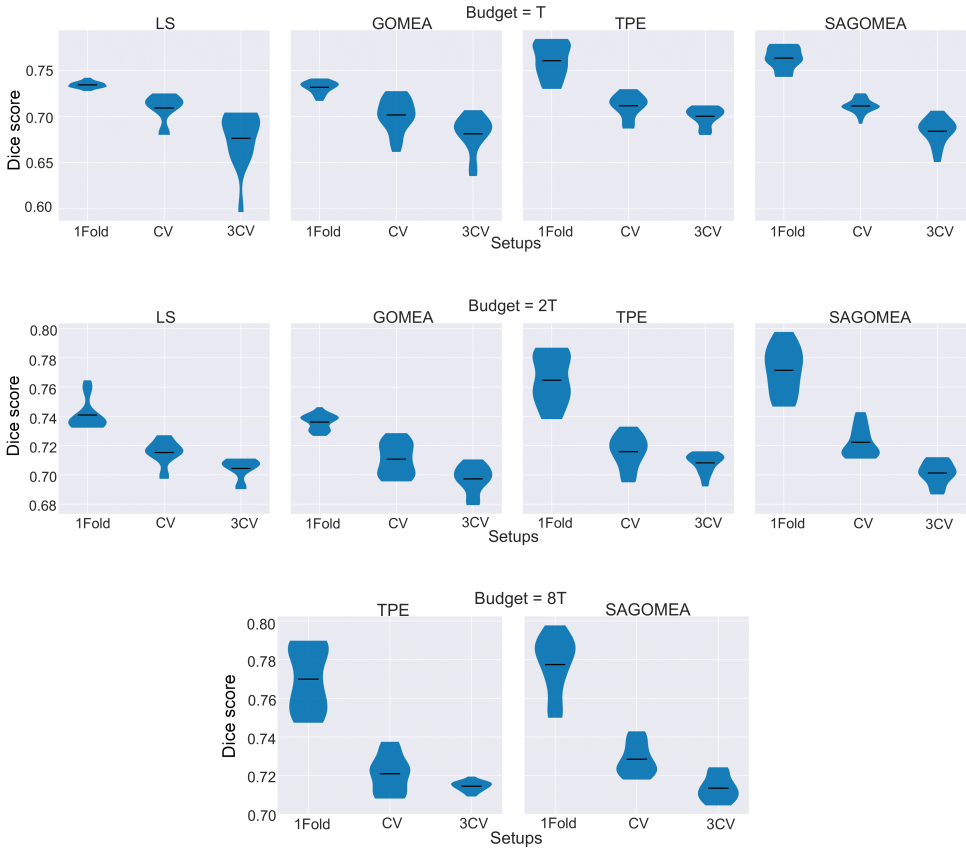 Budget = T
LS GOMEA TPE SAGOMEA
Dice score
0.75
0.70
0.65
0.60
1Fold CV 3CV 1Fold CV 3CV 1Fold CV 3CV 1Fold CV 3CV
Setups
Budget = 2T
LS GOMEA TPE SAGOMEA
Dice score
0.80
0.78
0.76
0.74
0.72
0.70
0.68
1Fold CV 3CV 1Fold CV 3CV 1Fold CV 3CV 1Fold CV 3CV
Setups
Budget = 8T
TPE SAGOMEA
Dice score
0.80
0.78
0.76
0.74
0.72
0.70
1Fold CV 3CV 1Fold CV 3CV
Setups